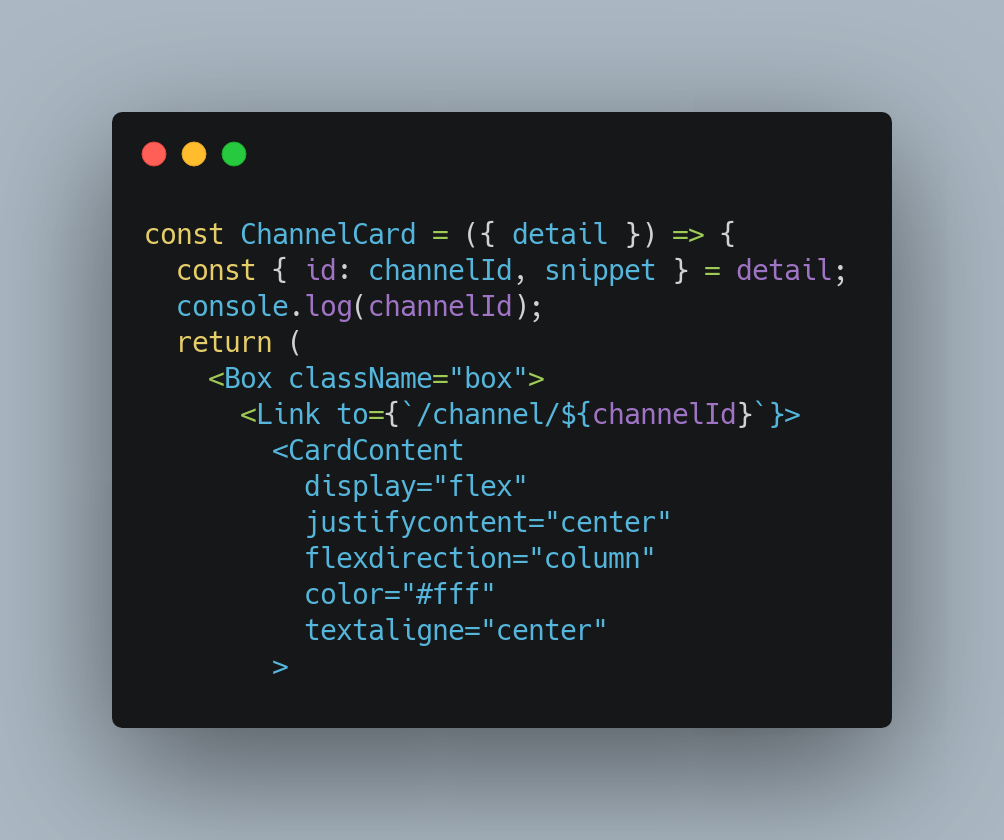 const ChannelCard = ({ detail }) => {
  const { id: channelId, snippet } = detail;
  console.log(channelId);
  return (
    <Box className="box">
      <Link to={`/channel/${channelId}`}>
        <CardContent
          display="flex"
          justifycontent="center"
          flexdirection="column"
          color="#fff"
          textaligne="center"
        >